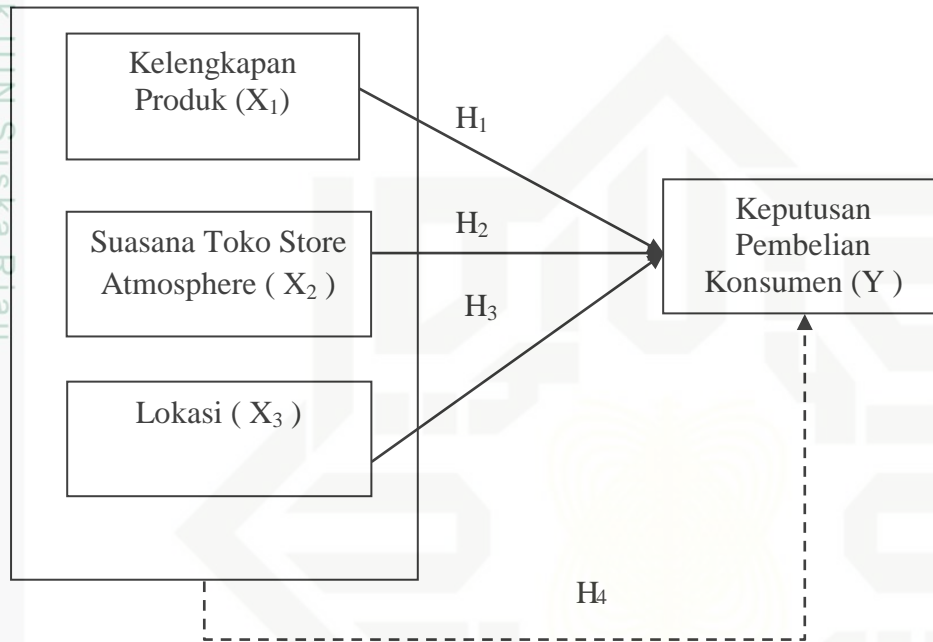 Kelengkapan
Produk (X₁)
H₁
Suasana Toko Store
Atmosphere ( X₂ )
H₂
Keputusan
Pembelian
Konsumen (Y )
H₃
Lokasi ( X₃ )
H₄